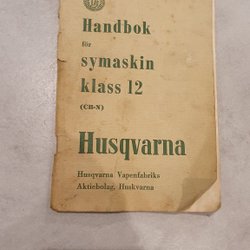 Handbok
för
symaskin
klass 12
(CB-N)
Husqvarna
Husqvarna Vapenfabriks
Aktiebolag, Huskvarna